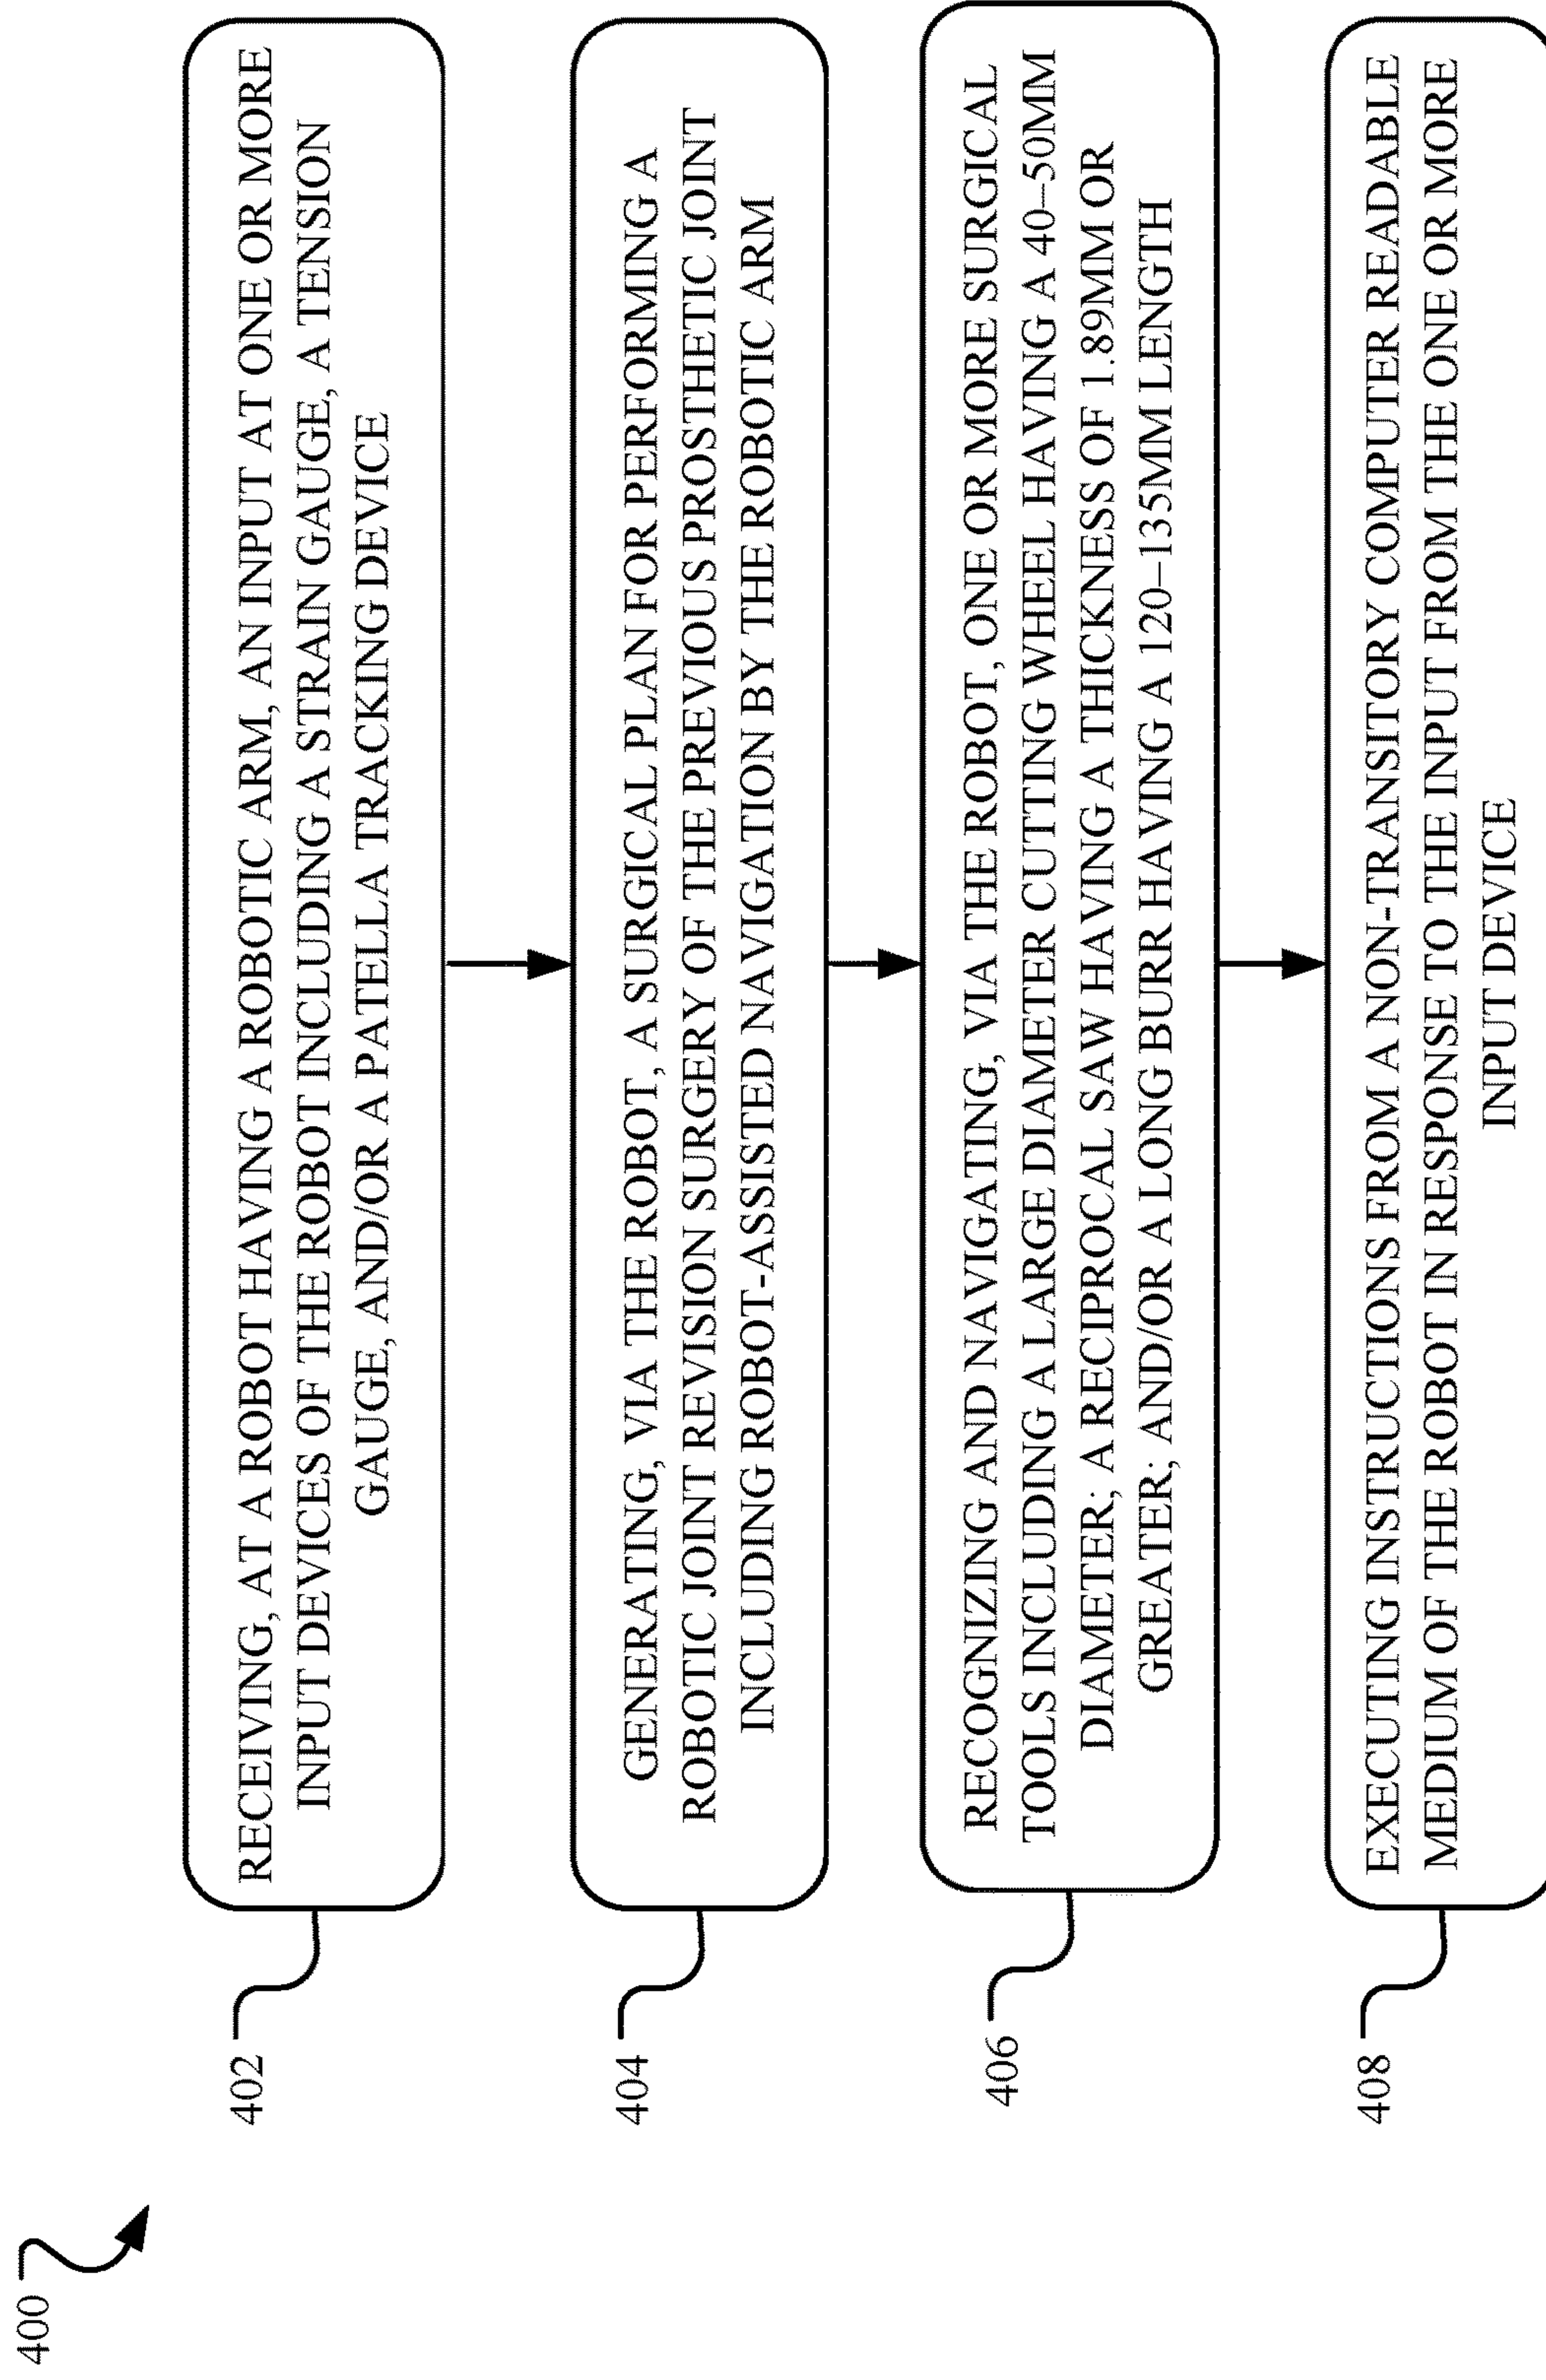 400
402
RECEIVING, AT A ROBOT HAVING A ROBOTIC ARM, AN INPUT AT ONE OR MORE
INPUT DEVICES OF THE ROBOT INCLUDING A STRAIN GAUGE, A TENSION
GAUGE, AND/OR A PATELLA TRACKING DEVICE
404
GENERATING, VIA THE ROBOT, A SURGICAL PLAN FOR PERFORMING A
ROBOTIC JOINT REVISION SURGERY OF THE PREVIOUS PROSTHETIC JOINT
INCLUDING ROBOT-ASSISTED NAVIGATION BY THE ROBOTIC ARM
406
RECOGNIZING AND NAVIGATING, VIA THE ROBOT, ONE OR MORE SURGICAL
TOOLS INCLUDING A LARGE DIAMETER CUTTING WHEEL HAVING A 40–50MM
DIAMETER; A RECIPROCAL SAW HAVING A THICKNESS OF 1.89MM OR
GREATER; AND/OR A LONG BURR HAVING A 120–135MM LENGTH
408
EXECUTING INSTRUCTIONS FROM A NON-TRANSITORY COMPUTER READABLE
MEDIUM OF THE ROBOT IN RESPONSE TO THE INPUT FROM THE ONE OR MORE
INPUT DEVICE